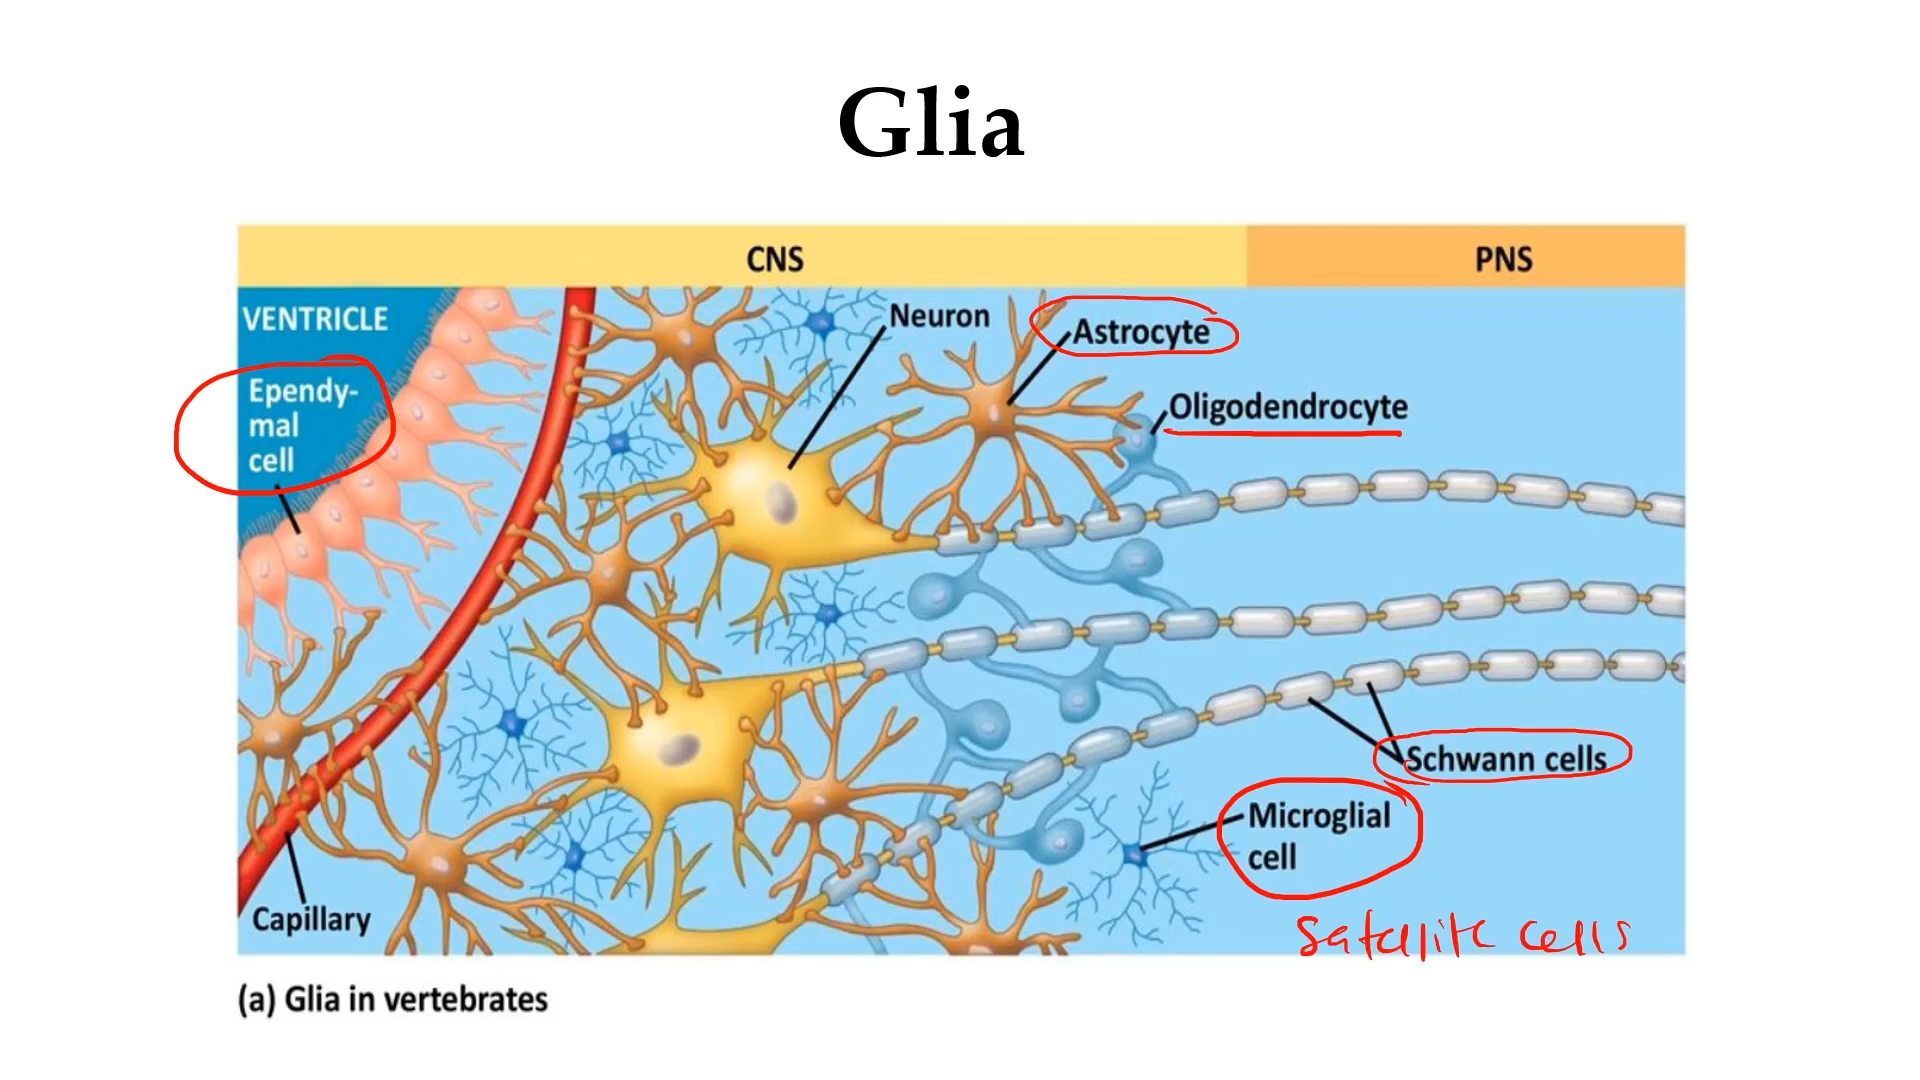 Glia
CNS
PNS
VENTRICLE
Neuron
Astrocyte
Ependy-
mal
cell
Oligodendrocyte
Schwann cells
Microglial
cell
Capillary
Satellite cells
(a) Glia in vertebrates